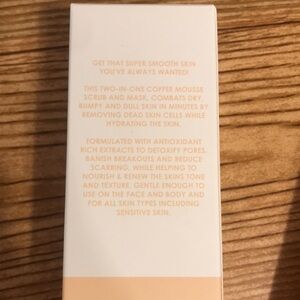 GET THAT SUPER SMOOTH SKIN
YOU'VE ALWAYS WANTED!
THIS TWO-IN-ONE COFFEE MOUSSE
SCRUB AND MASK, COMBATS DRY,
BUMPY AND DULL SKIN IN MINUTES BY
REMOVING DEAD SKIN CELLS WHILE
HYDRATING THE SKIN.
FORMULATED WITH ANTIOXIDANT
RICH EXTRACTS TO DETOXIFY PORES,
BANISH BREAKOUTS AND REDUCE
SCARRING, WHILE HELPING TO
NOURISH & RENEW THE SKINS TONE
AND TEXTURE. GENTLE ENOUGH TO
USE ON THE FACE AND BODY AND
FOR ALL SKIN TYPES INCLUDING
SENSITIVE SKIN.